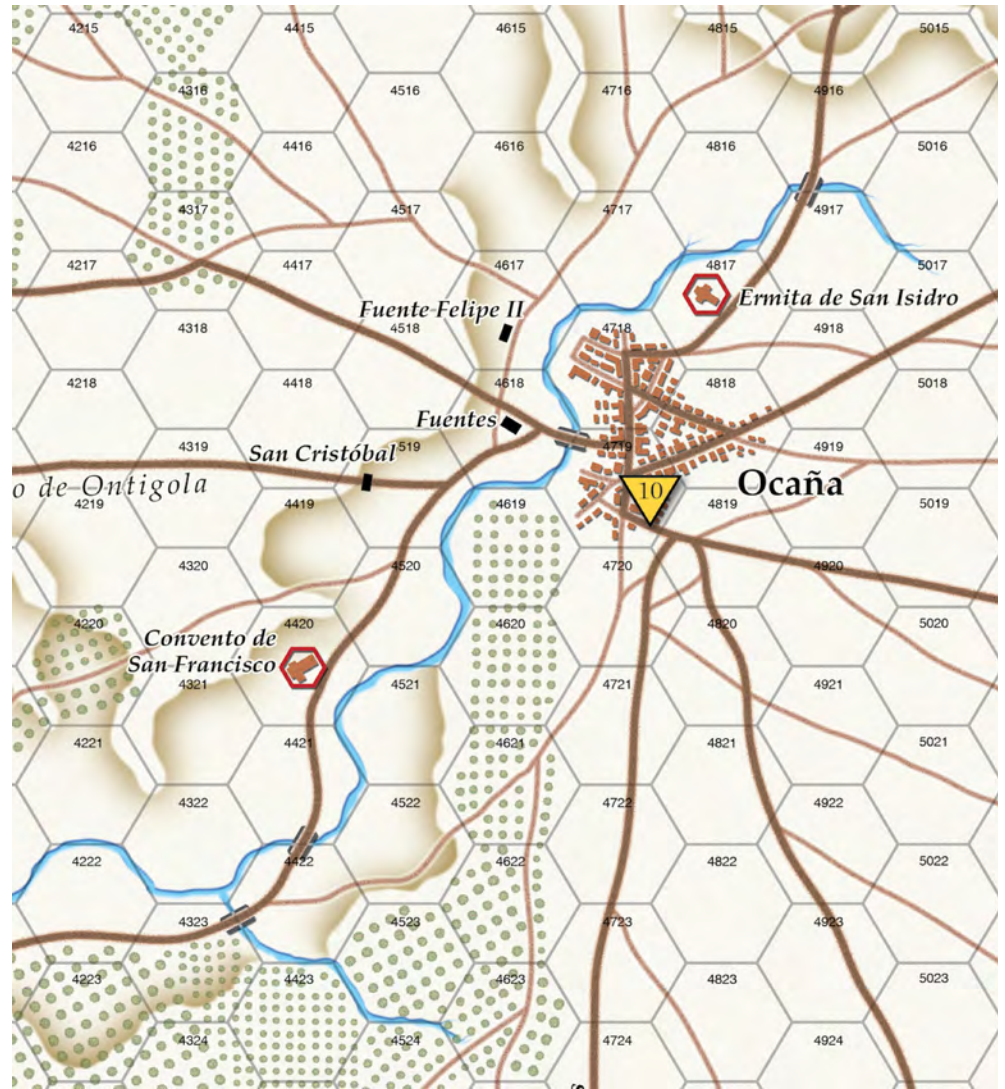 4215 4415 4615 4815 5015
4316 4516 4716 4916
4216 4416 4616 4816 5016
4317 4517 4717 4917
4217 4417 4617 4817 5017
Ermita de San Isidro
Fuente Felipe II
4318 4518 4718 4918
4218 4418 4618 4818 5018
Fuentes
4319 519 4719 4919
San Cristóbal
o de Ontigola
10
Ocaña
4219 4419 4619 4819 5019
4320 4520 4720 4920
4220 4420 4620 4820 5020
Convento de
San Francisco
4321 4521 4721 4921
4221 4421 4621 4821 5021
4322 4522 4722 4922
4222 4422 4622 4822 5022
4323 4523 4723 4923
4223 4423 4623 4823 5023
4324 4524 4724 4924